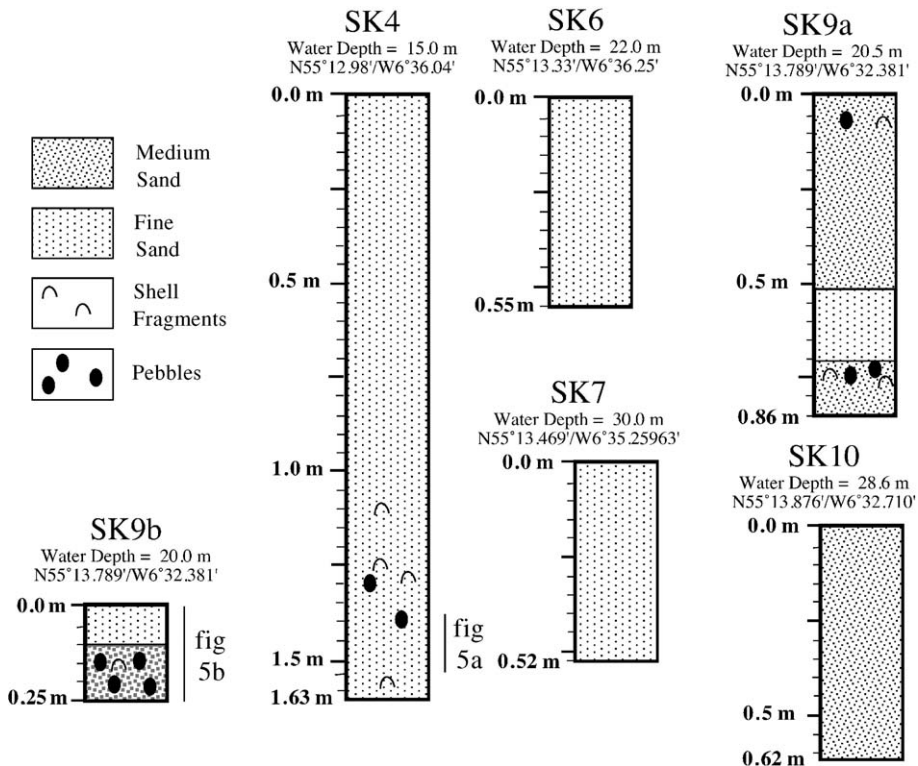 SK4
Water Depth = 15.0 m
N55°12.98'/W6°36.04'
0.0 m
0.5 m
1.0 m
1.5 m
1.63 m
fig
5a
SK6
Water Depth = 22.0 m
N55°13.33'/W6°36.25'
0.0 m
0.55m
SK9a
Water Depth = 20.5 m
N55°13.789'/W6°32.381'
0.0 m
0.5 m
0.86 m
Medium
Sand
Fine
Sand
Shell
Fragments
Pebbles
SK7
Water Depth = 30.0 m
N55°13.469'/W6°35.25963'
0.0 m
0.52 m
SK10
Water Depth = 28.6 m
N55°13.876'/W6°32.710'
0.0 m
0.5 m
0.62 m
SK9b
Water Depth = 20.0 m
N55°13.789'/W6°32.381'
0.0 m
0.25 m
fig
5b